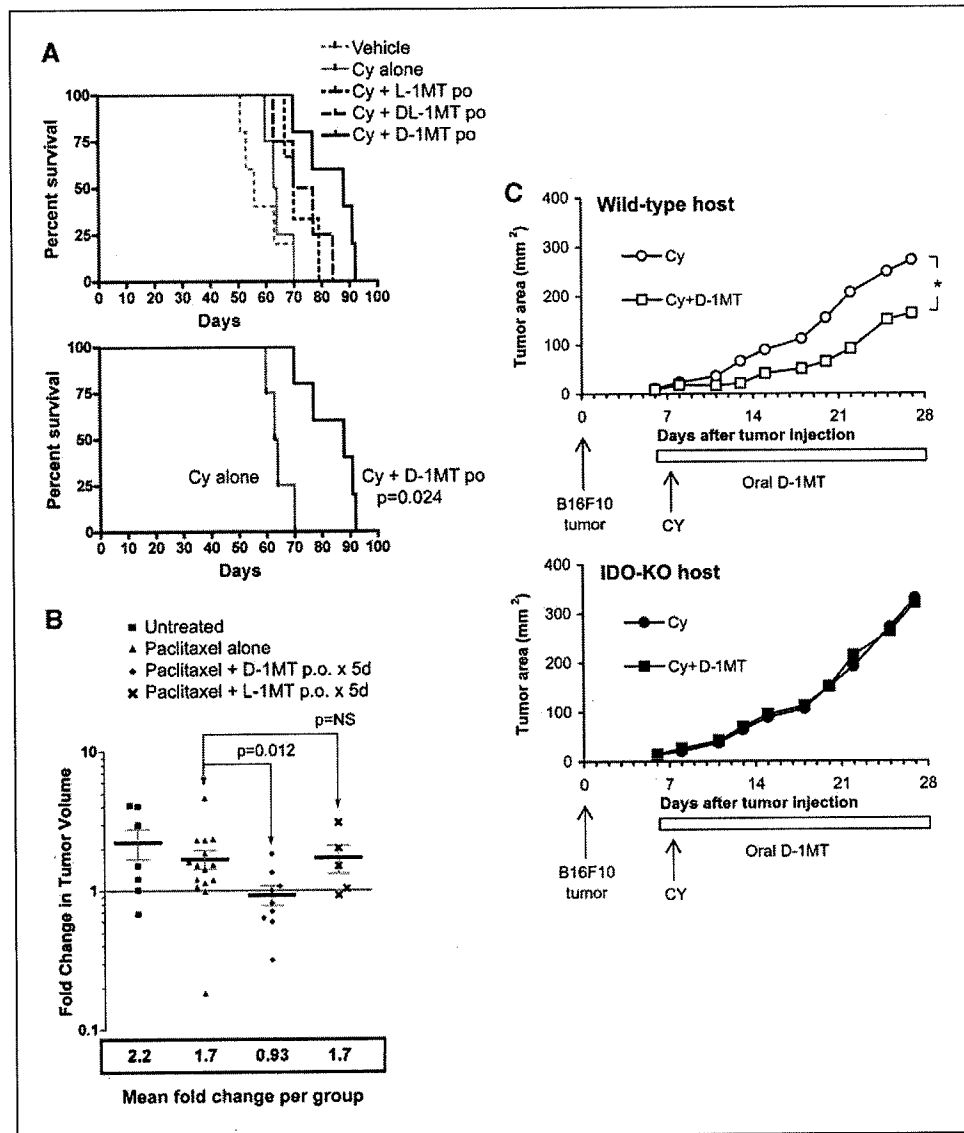 A
Vehicle
Cy alone
Cy + L-1MT po
Cy + DL-1MT po
Cy + D-1MT po
Percent survival
100
75
50
25
0
0 10 20 30 40 50 60 70 80 90 100
Days
Percent survival
100
75
50
25
0
Cy alone
Cy + D-1MT po
p=0.024
0 10 20 30 40 50 60 70 80 90 100
Days
B
Untreated
Paclitaxel alone
Paclitaxel + D-1MT p.o. x 5d
Paclitaxel + L-1MT p.o. x 5d
p=NS
p=0.012
Fold Change in Tumor Volume
10
1
0.1
2.2 1.7 0.93 1.7
Mean fold change per group
C
Wild-type host
Tumor area (mm 2)
400
300
200
100
0
Cy
Cy+D-1MT
*
0 7 14 21 28
Days after tumor injection
Oral D-1MT
B16F10
tumor
CY
IDO-KO host
Tumor area (mm 2)
400
300
200
100
0
Cy
Cy+D-1MT
0 7 14 21 28
Days after tumor injection
Oral D-1MT
B16F10
tumor
CY